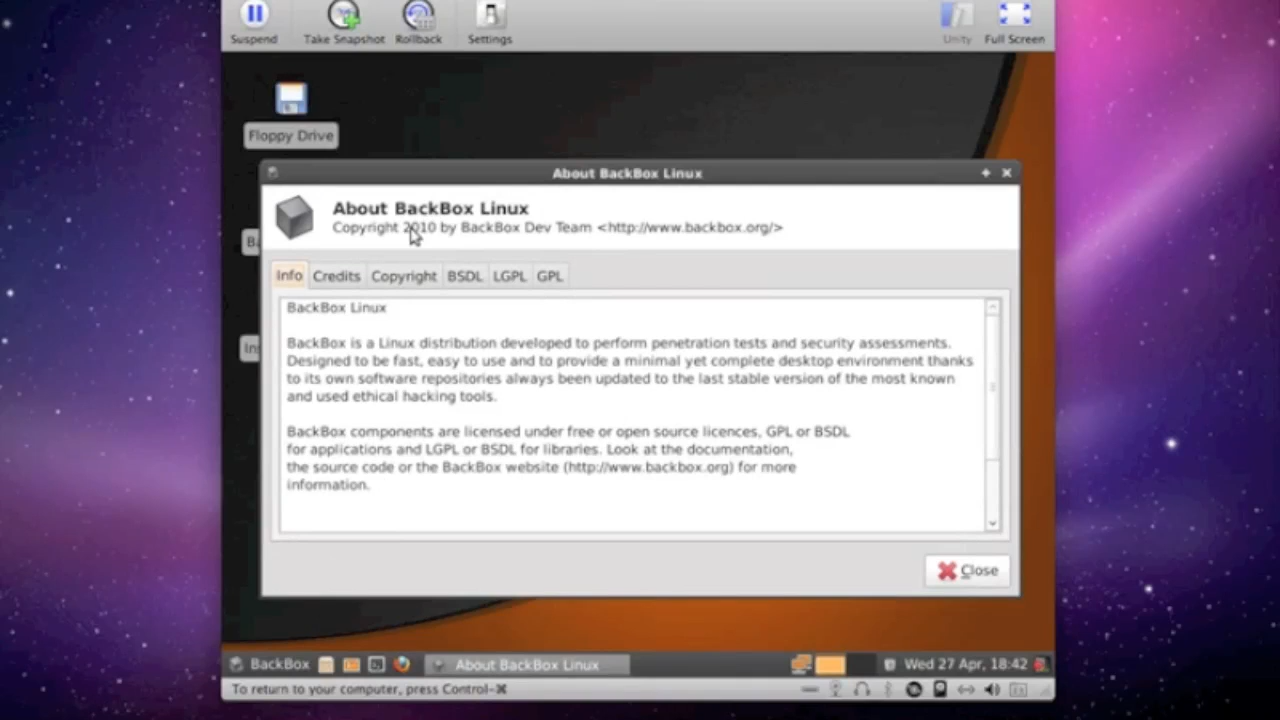 Suspend
Take Snapshot
Rollback
Settings
Unity
Full Screen
Floppy Drive
About BackBox Linux
About BackBox Linux
Copyright 2010 by BackBox Dev Team <http://www.backbox.org/>
Info
Credits
Copyright
BSDL
LGPL
GPL
BackBox Linux
BackBox is a Linux distribution developed to perform penetration tests and security assessments.
Designed to be fast, easy to use and to provide a minimal yet complete desktop environment thanks
to its own software repositories always been updated to the last stable version of the most known
and used ethical hacking tools.
BackBox components are licensed under free or open source licences, GPL or BSDL
for applications and LGPL or BSDL for libraries. Look at the documentation,
the source code or the BackBox website (http://www.backbox.org) for more
information.
Close
BackBox
About BackBox Linux
Wed 27 Apr, 18:42
To return to your computer, press Control-⌘